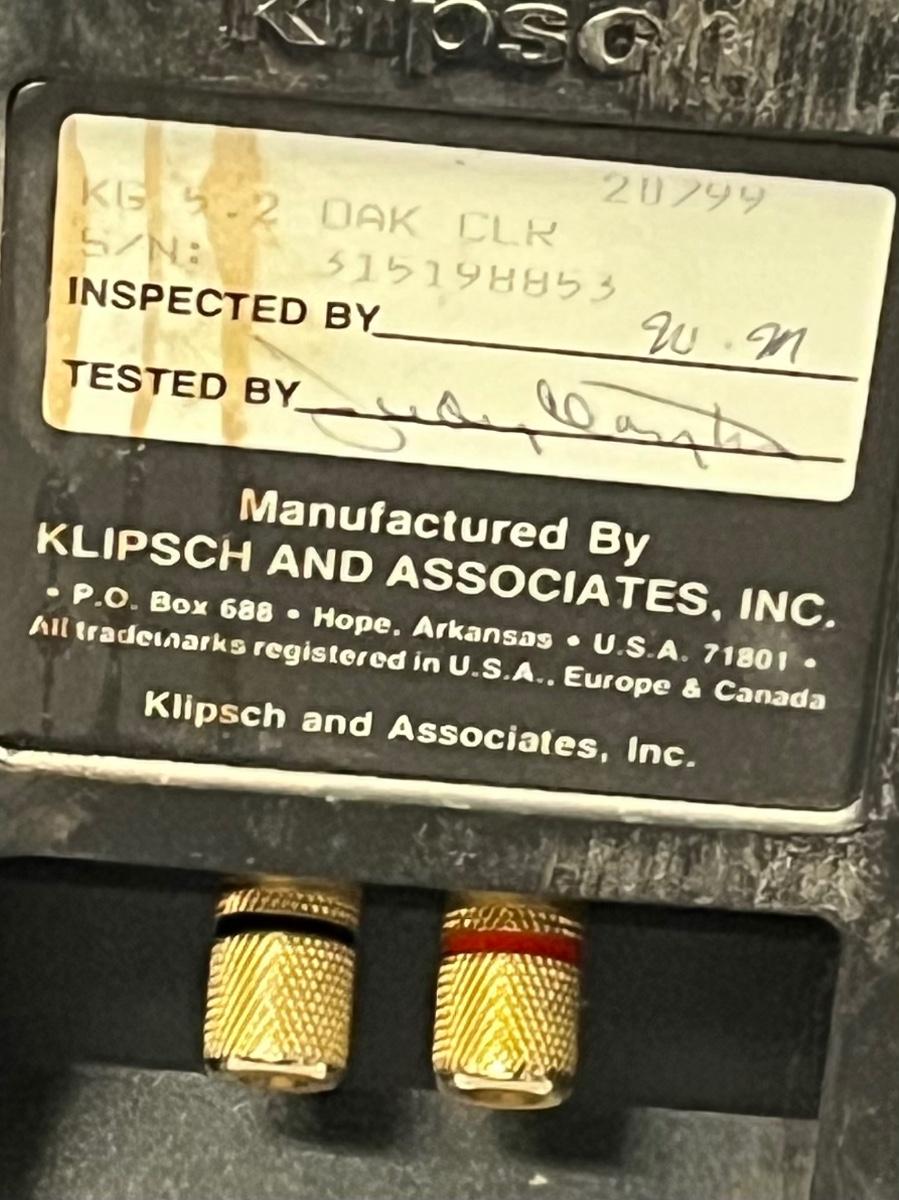 Klipsch
20799
KG 5.2 OAK CLR
S/N: 315198853
INSPECTED BY W.M
TESTED BY Judy
Manufactured By
KLIPSCH AND ASSOCIATES, INC.
• P.O. Box 688 • Hope, Arkansas • U.S.A. 71801 •
All trademarks registered in U.S.A., Europe & Canada
Klipsch and Associates, Inc.